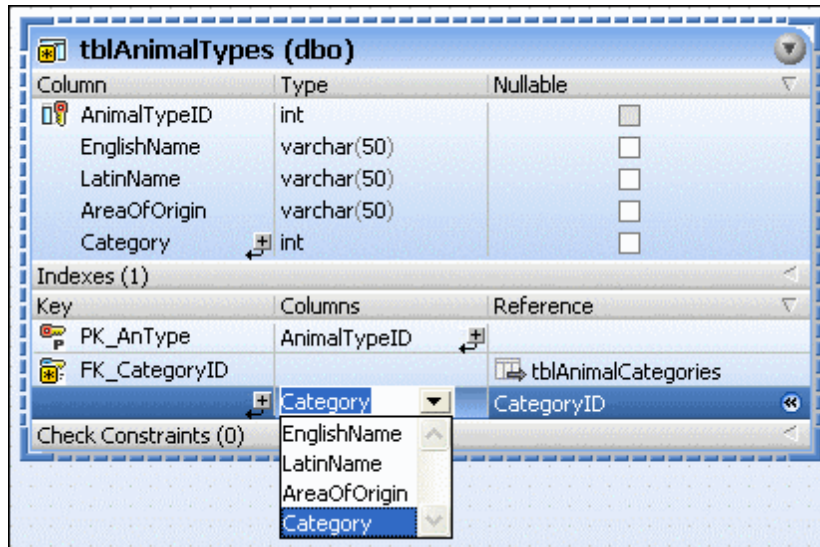 tblAnimalTypes (dbo)
Column Type Nullable
AnimalTypeID int
EnglishName varchar(50)
LatinName varchar(50)
AreaOfOrigin varchar(50)
Category int
Indexes (1)
Key Columns Reference
P PK_AnType AnimalTypeID
FK_CategoryID tblAnimalCategories
Category CategoryID
Check Constraints (0) EnglishName
LatinName
AreaOfOrigin
Category